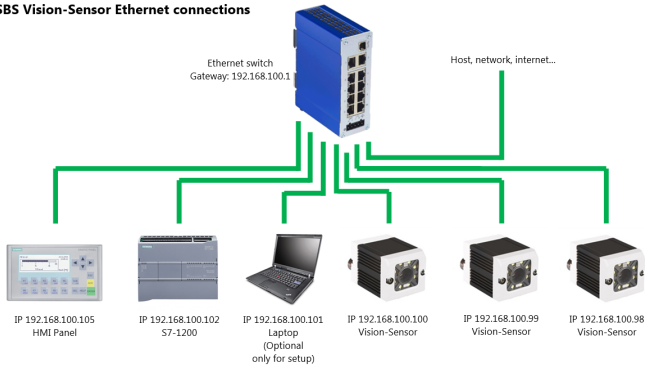 SBS Vision-Sensor Ethernet connections
Ethernet switch
Gateway: 192.168.100.1
Host, network, internet...
IP 192.168.100.105
HMI Panel
IP 192.168.100.102
S7-1200
IP 192.168.100.101
Laptop
(Optional
only for setup)
IP 192.168.100.100
Vision-Sensor
IP 192.168.100.99
Vision-Sensor
IP 192.168.100.98
Vision-Sensor